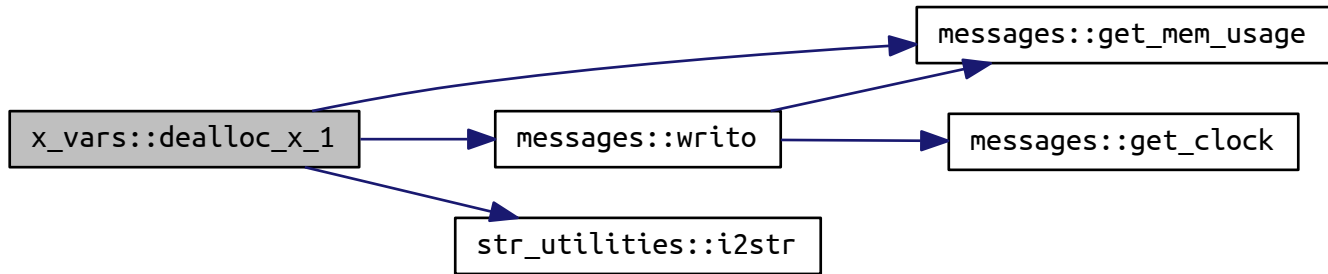 messages::get_mem_usage
x_vars::dealloc_x_1
messages::writo
messages::get_clock
str_utilities::i2str